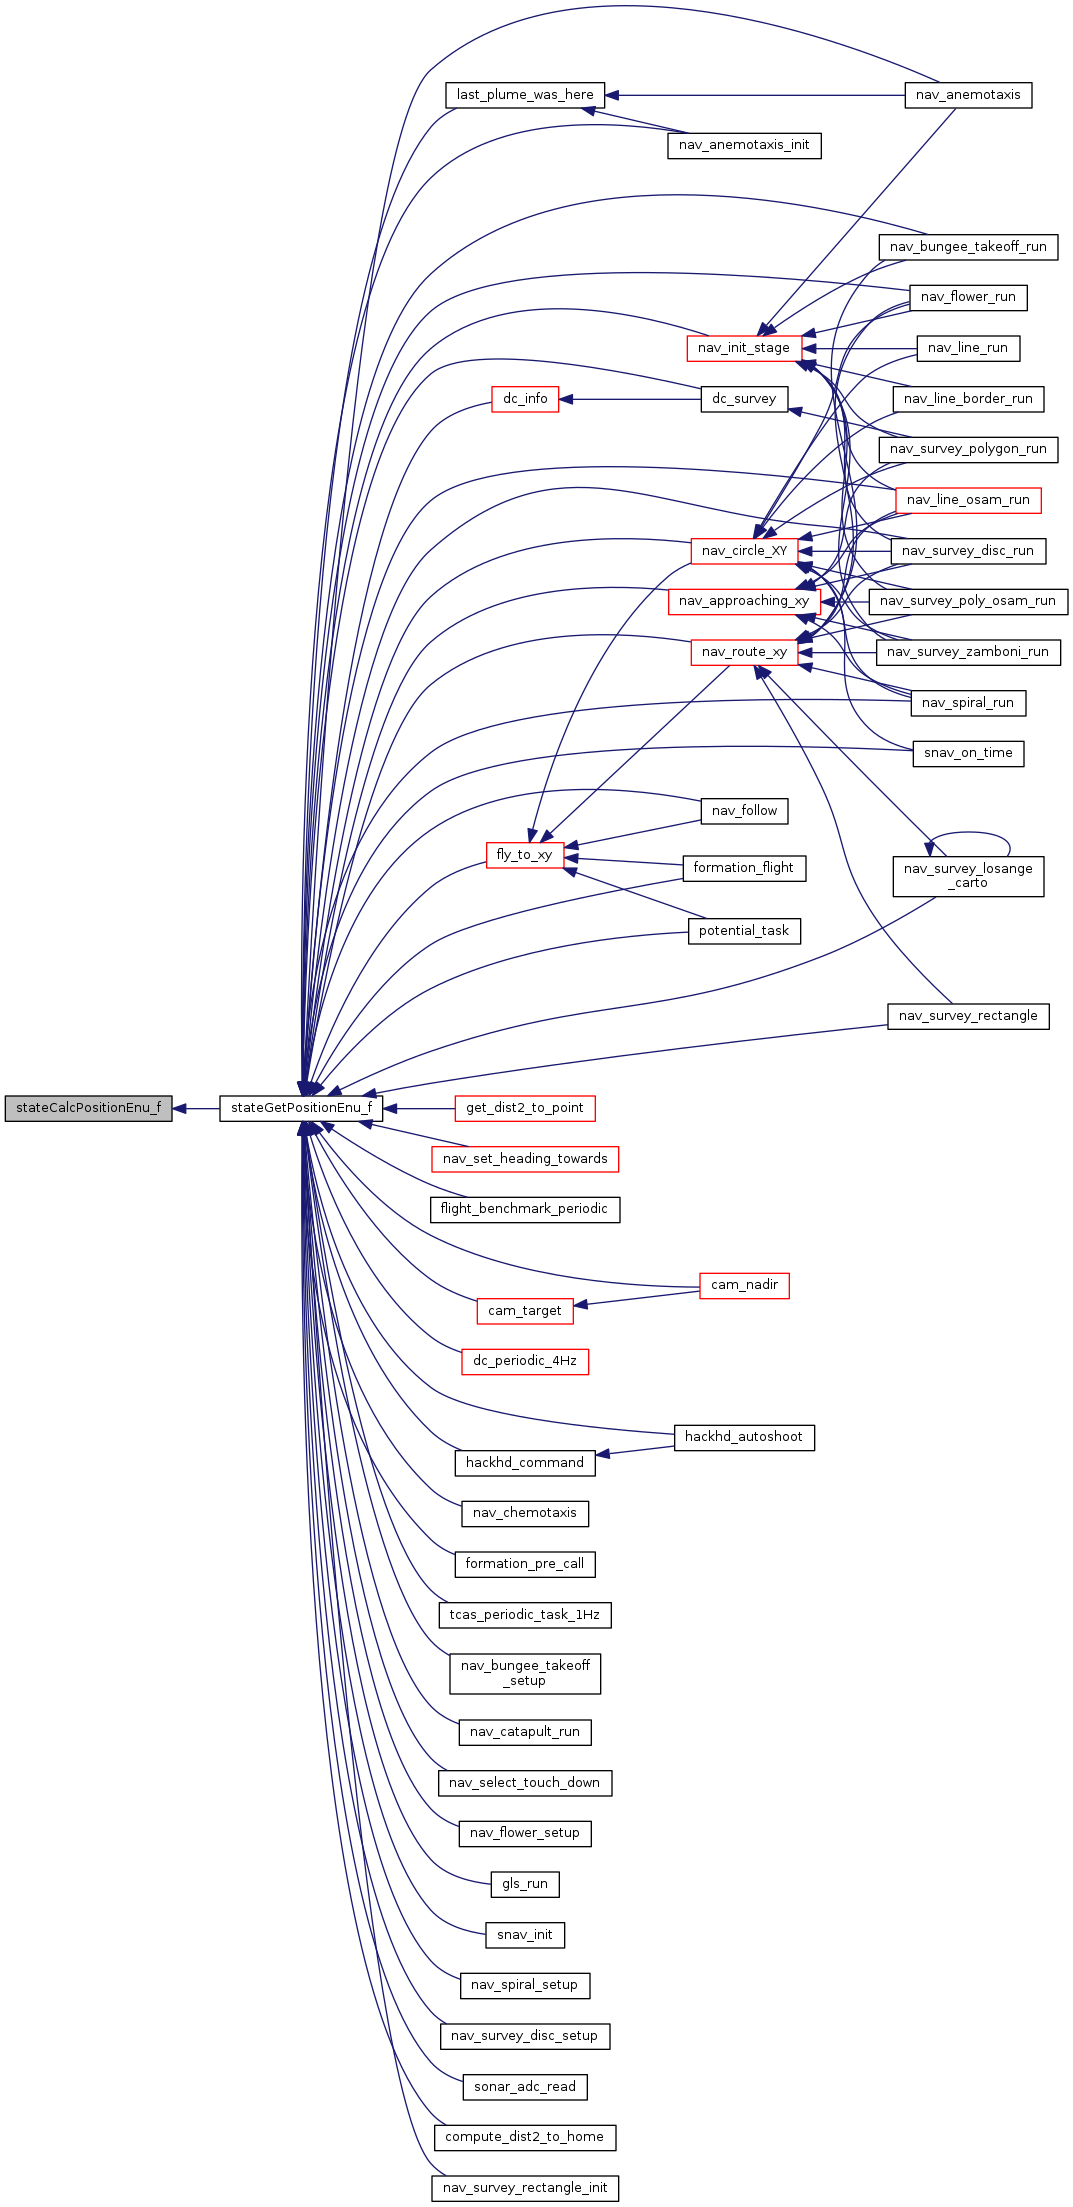 last_plume_was_here
nav_anemotaxis
nav_anemotaxis_init
nav_bungee_takeoff_run
nav_flower_run
nav_init_stage
nav_line_run
dc_info
dc_survey
nav_line_border_run
nav_survey_polygon_run
nav_line_osam_run
nav_circle_XY
nav_survey_disc_run
nav_approaching_xy
nav_survey_poly_osam_run
nav_route_xy
nav_survey_zamboni_run
nav_spiral_run
snav_on_time
nav_follow
fly_to_xy
formation_flight
nav_survey_losange
_carto
potential_task
nav_survey_rectangle
stateCalcPositionEnu_f
stateGetPositionEnu_f
get_dist2_to_point
nav_set_heading_towards
flight_benchmark_periodic
cam_nadir
cam_target
dc_periodic_4Hz
hackhd_autoshoot
hackhd_command
nav_chemotaxis
formation_pre_call
tcas_periodic_task_1Hz
nav_bungee_takeoff
_setup
nav_catapult_run
nav_select_touch_down
nav_flower_setup
gls_run
snav_init
nav_spiral_setup
nav_survey_disc_setup
sonar_adc_read
compute_dist2_to_home
nav_survey_rectangle_init